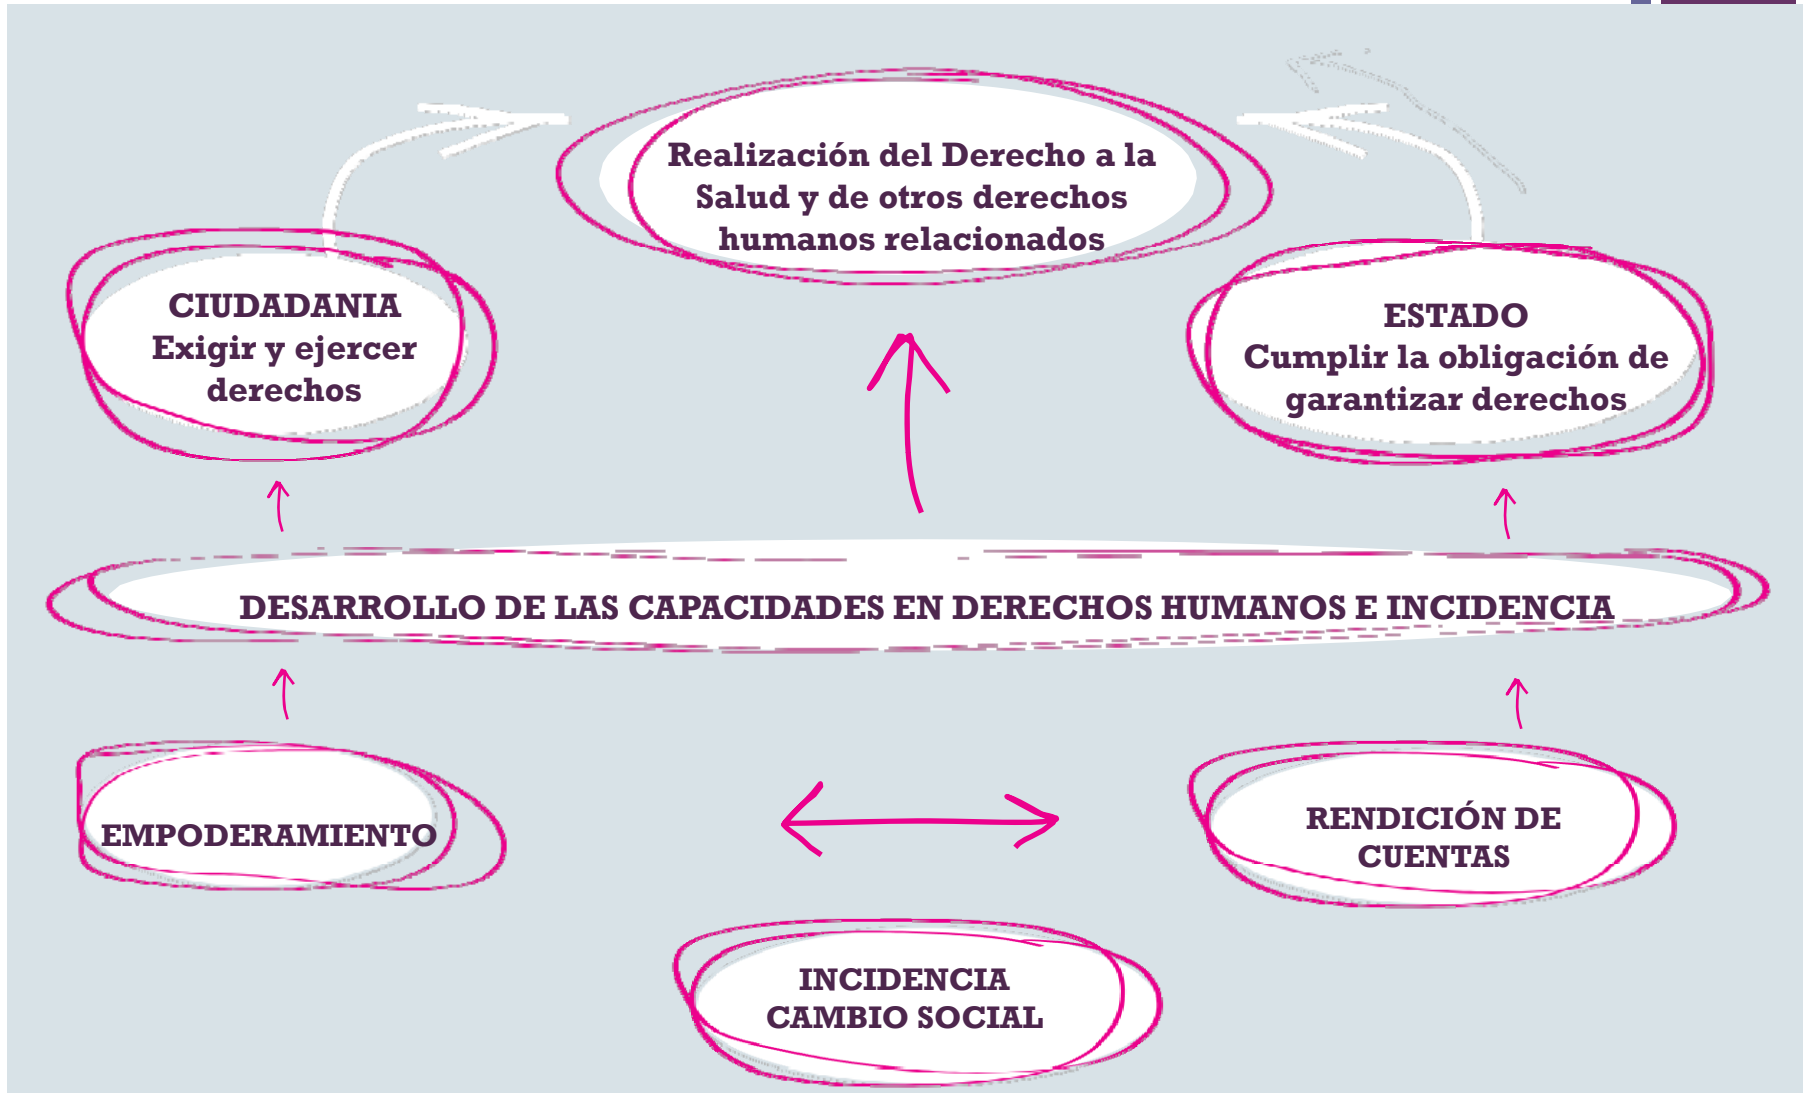 Realización del Derecho a la
Salud y de otros derechos
humanos relacionados
CIUDADANIA
Exigir y ejercer
derechos
ESTADO
Cumplir la obligación de
garantizar derechos
DESARROLLO DE LAS CAPACIDADES EN DERECHOS HUMANOS E INCIDENCIA
EMPODERAMIENTO
RENDICIÓN DE
CUENTAS
INCIDENCIA
CAMBIO SOCIAL